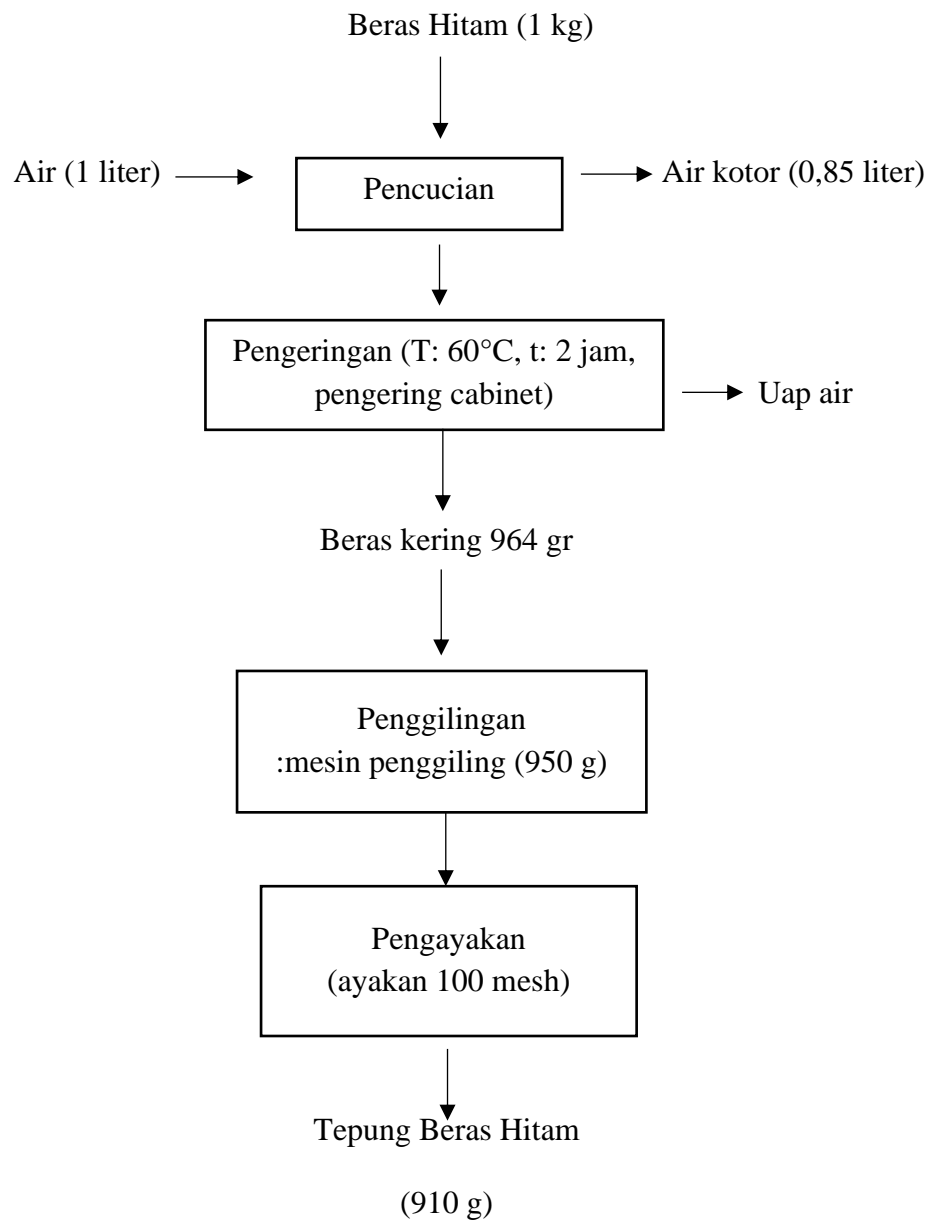 Beras Hitam (1 kg)
Air (1 liter)
Pencucian
Air kotor (0,85 liter)
Pengeringan (T: 60°C, t: 2 jam,
pengering cabinet)
Uap air
Beras kering 964 gr
Penggilingan
:mesin penggiling (950 g)
Pengayakan
(ayakan 100 mesh)
Tepung Beras Hitam
(910 g)